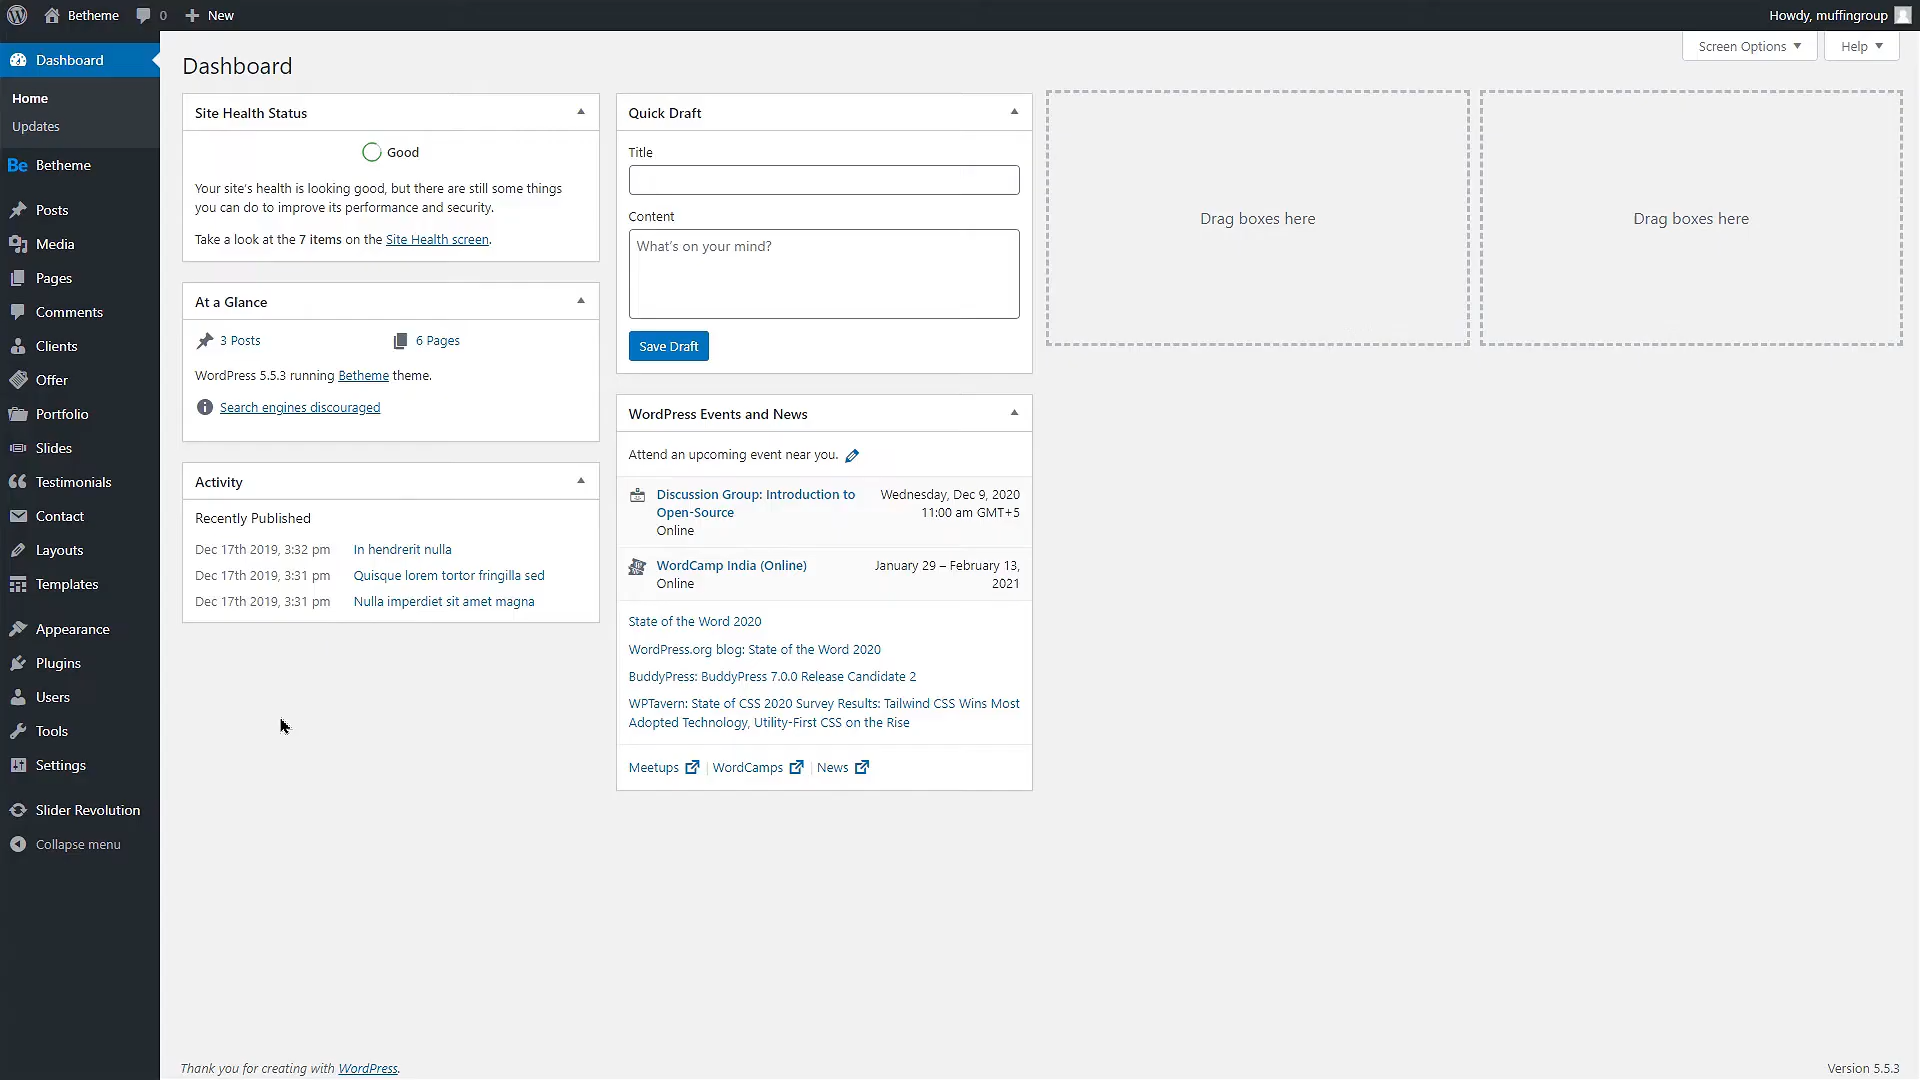 Betheme
0
New
Howdy, muffingroup
Dashboard
Home
Updates
Be Betheme
Posts
Media
Pages
Comments
Clients
Offer
Portfolio
Slides
Testimonials
Contact
Layouts
Templates
Appearance
Plugins
Users
Tools
Settings
Slider Revolution
Collapse menu
Screen Options
Help
Dashboard
Site Health Status
Good
Your site's health is looking good, but there are still some things
you can do to improve its performance and security.
Take a look at the 7 items on the Site Health screen.
At a Glance
3 Posts
6 Pages
WordPress 5.5.3 running Betheme theme.
Search engines discouraged
Activity
Recently Published
Dec 17th 2019, 3:32 pm In hendrerit nulla
Dec 17th 2019, 3:31 pm Quisque lorem tortor fringilla sed
Dec 17th 2019, 3:31 pm Nulla imperdiet sit amet magna
Quick Draft
Title
Content
What's on your mind?
Save Draft
WordPress Events and News
Attend an upcoming event near you.
Discussion Group: Introduction to Wednesday, Dec 9, 2020
Open-Source 11:00 am GMT+5
Online
WordCamp India (Online) January 29 – February 13,
Online 2021
State of the Word 2020
WordPress.org blog: State of the Word 2020
BuddyPress: BuddyPress 7.0.0 Release Candidate 2
WPTavern: State of CSS 2020 Survey Results: Tailwind CSS Wins Most
Adopted Technology, Utility-First CSS on the Rise
Meetups | WordCamps | News
Drag boxes here
Drag boxes here
Thank you for creating with WordPress.
Version 5.5.3